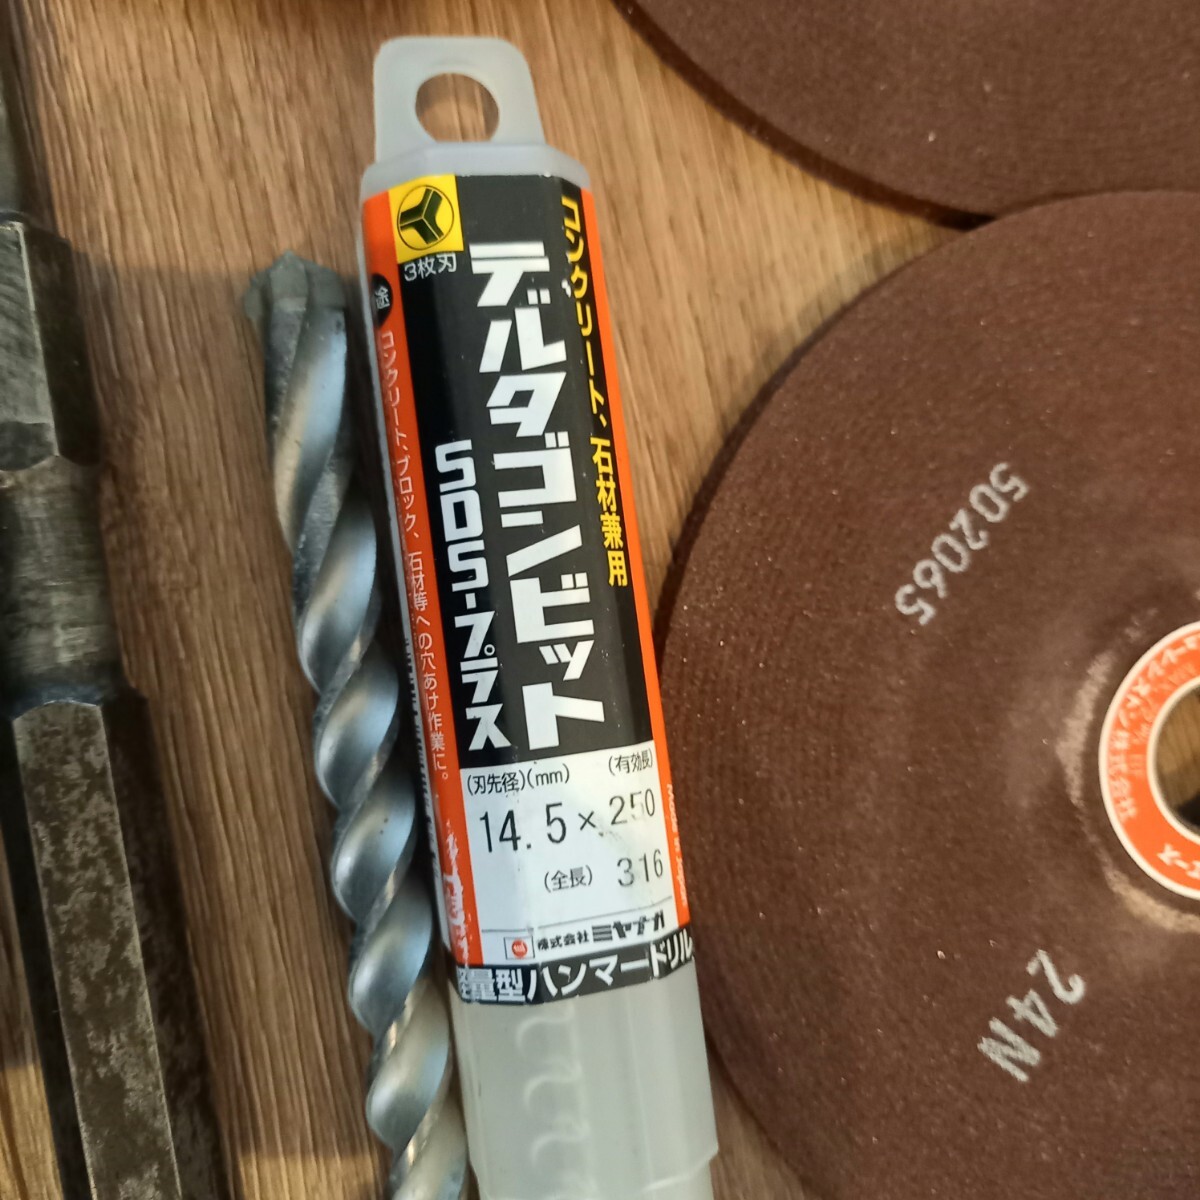 3枚刃
デルタゴンビット
SDS-プラス
コンクリート、石材兼用
途
コンクリート、ブロック、石材等への穴あけ作業に。
(刃先径)(mm) (有効長)
14.5×250
(全長) 316
株式会社 ミヤナガ
軽量型ハンマードリル
502065
24N